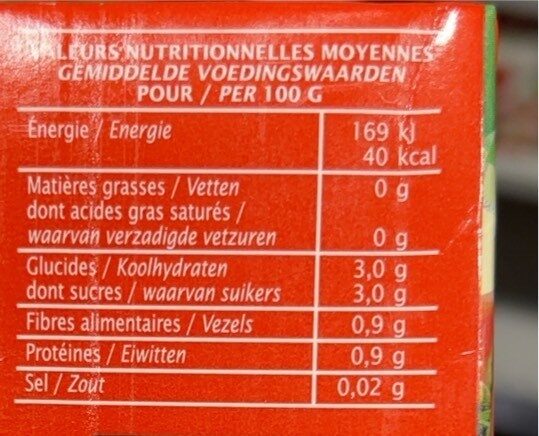 VALEURS NUTRITIONNELLES MOYENNES
GEMIDDELDE VOEDINGSWAARDEN
POUR / PER 100 G
Énergie / Energie 169 kJ
40 kcal
Matières grasses / Vetten 0 g
dont acides gras saturés /
waarvan verzadigde vetzuren 0 g
Glucides / Koolhydraten 3,0 g
dont sucres / waarvan suikers 3,0 g
Fibres alimentaires / Vezels 0,9 g
Protéines / Eiwitten 0,9 g
Sel / Zout 0,02 g